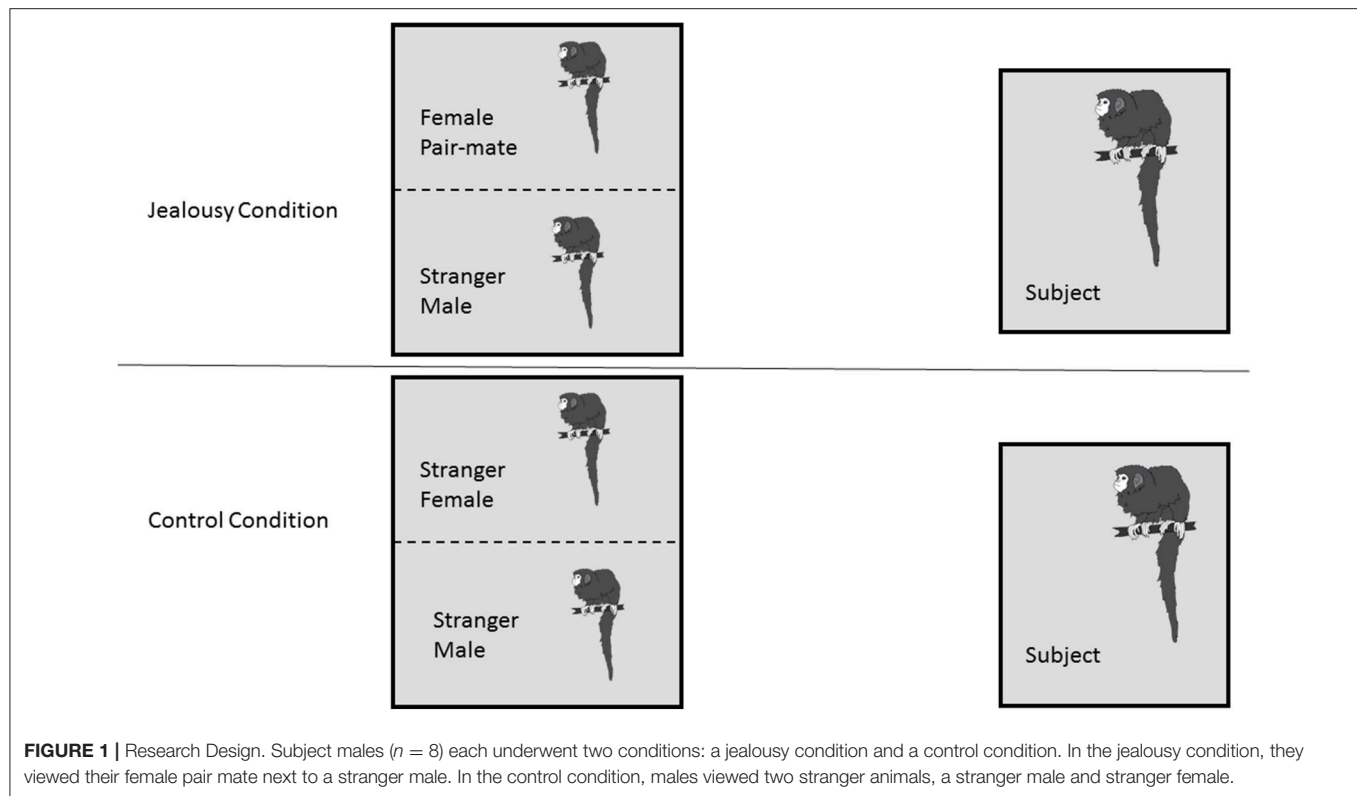 Female
Pair-mate
Jealousy Condition
Stranger
Male
Subject
Stranger
Female
Control Condition
Stranger
Male
Subject
FIGURE 1 | Research Design. Subject males (n = 8) each underwent two conditions: a jealousy condition and a control condition. In the jealousy condition, they
viewed their female pair mate next to a stranger male. In the control condition, males viewed two stranger animals, a stranger male and stranger female.